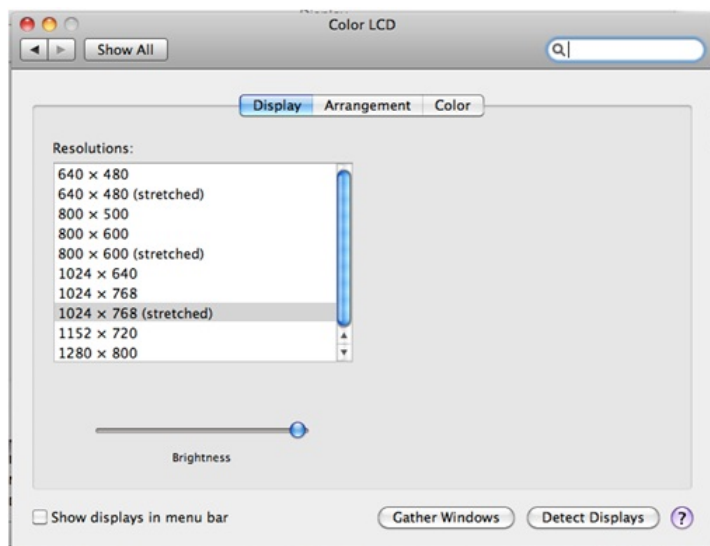 Color LCD
Show All
Display Arrangement Color
Resolutions:
640 × 480
640 × 480 (stretched)
800 × 500
800 × 600
800 × 600 (stretched)
1024 × 640
1024 × 768
1024 × 768 (stretched)
1152 × 720
1280 × 800
Brightness
Show displays in menu bar Gather Windows Detect Displays ?